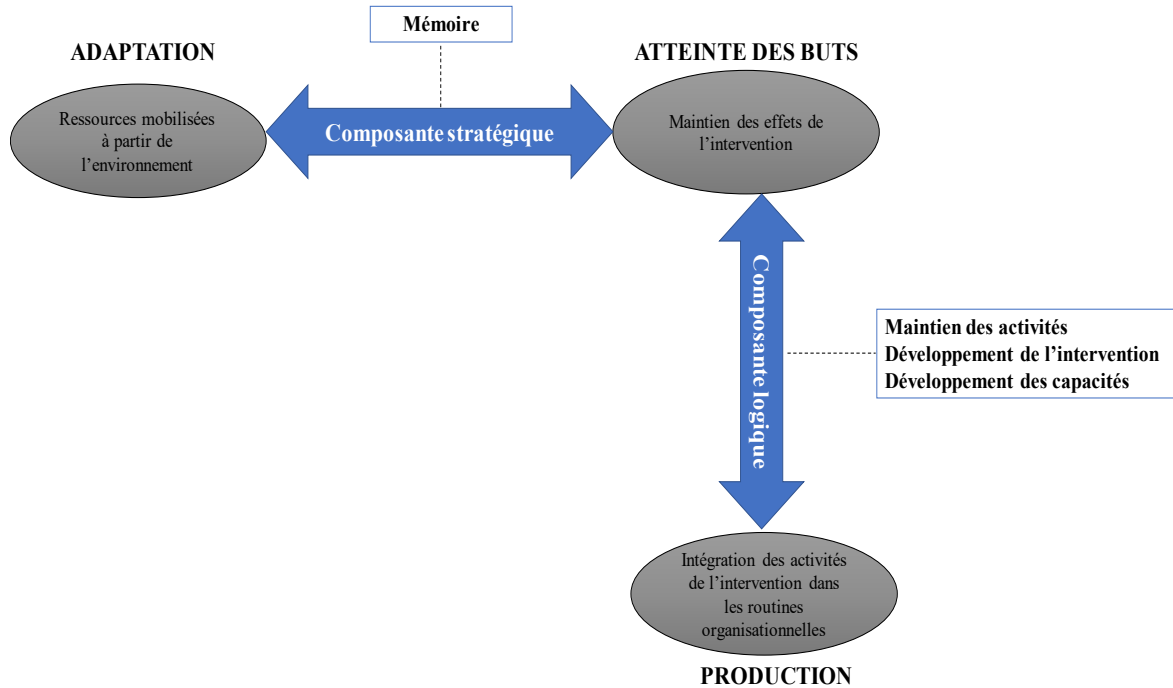 Mémoire
ADAPTATION
ATTEINTE DES BUTS
Ressources mobilisées
à partir de
l'environnement
Composante stratégique
Maintien des effets de
l'intervention
Composante logique
Maintien des activités
Développement de l'intervention
Développement des capacités
Intégration des activités
de l'intervention dans
les routines
organisationnelles
PRODUCTION